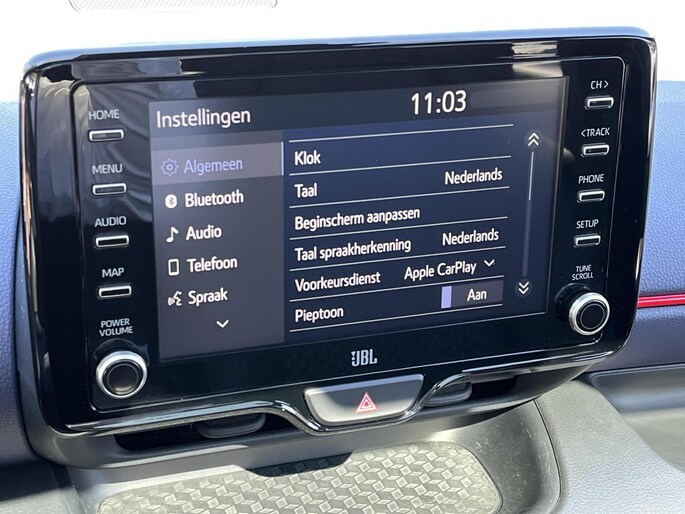 HOME
MENU
AUDIO
MAP
POWER
VOLUME
Instellingen
11:03
Algemeen
Bluetooth
Audio
Telefoon
Spraak
Klok
Taal Nederlands
Beginscherm aanpassen
Taal spraakherkenning Nederlands
Voorkeursdienst Apple CarPlay
Pieptoon Aan
CH >
< TRACK
PHONE
SETUP
TUNE
SCROLL
JBL